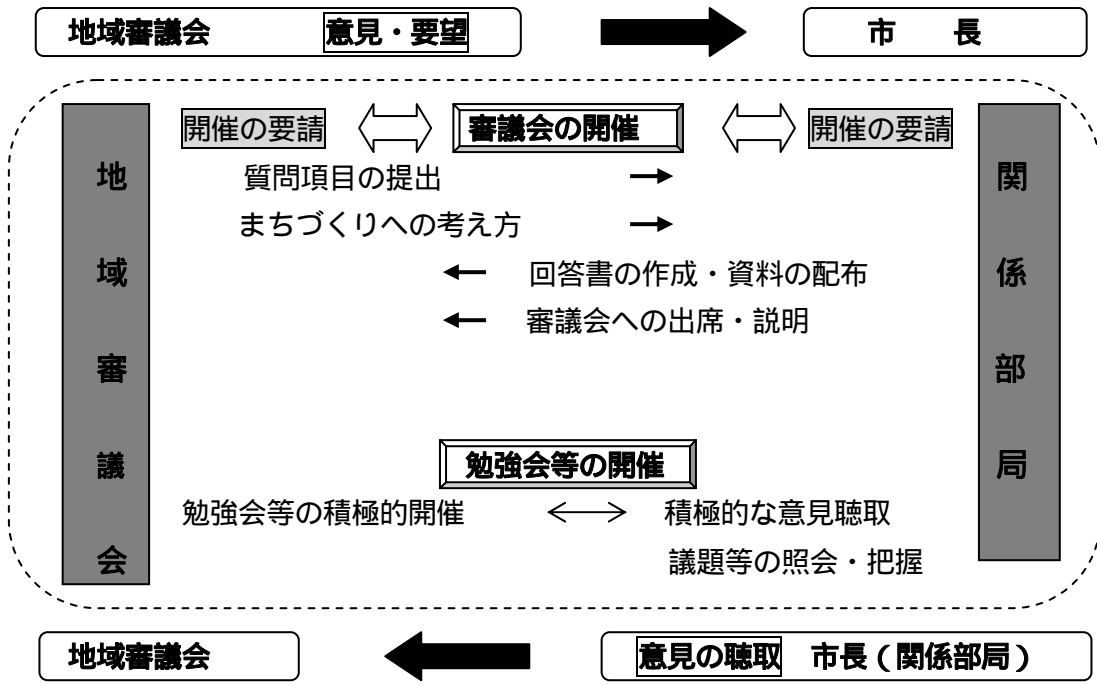 地域審議会 意見・要望 市 長
開催の要請 審議会の開催 開催の要請
質問項目の提出
まちづくりへの考え方
回答書の作成・資料の配布
審議会への出席・説明
地域審議会
関係部局
勉強会等の開催
勉強会等の積極的開催 積極的な意見聴取
議題等の照会・把握
地域審議会 意見の聴取 市長(関係部局)